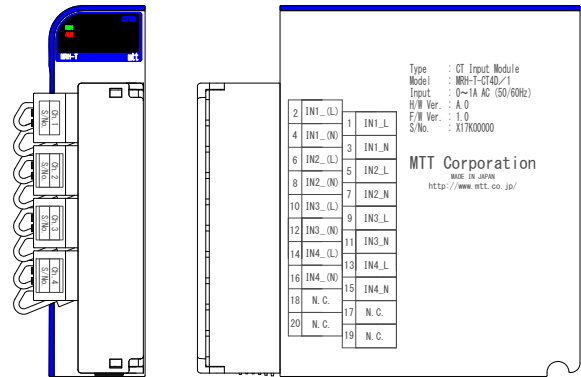 CT4D
RUN
ALM
MRH-T
mtt
Ch.1
S/No.
Ch.2
S/No.
Ch.3
S/No.
Ch.4
S/No.
2 IN1_(L)
1 IN1_L
4 IN1_(N)
3 IN1_N
6 IN2_(L)
5 IN2_L
8 IN2_(N)
7 IN2_N
10 IN3_(L)
9 IN3_L
12 IN3_(N)
11 IN3_N
14 IN4_(L)
13 IN4_L
16 IN4_(N)
15 IN4_N
18 N.C.
17 N.C.
20 N.C.
19 N.C.
Type : CT Input Module
Model : MRH-T-CT4D/1
Input : 0～1A AC (50/60Hz)
H/W Ver. : A.0
F/W Ver. : 1.0
S/No. : X17K00000
MTT Corporation
MADE IN JAPAN
http://www.mtt.co.jp/